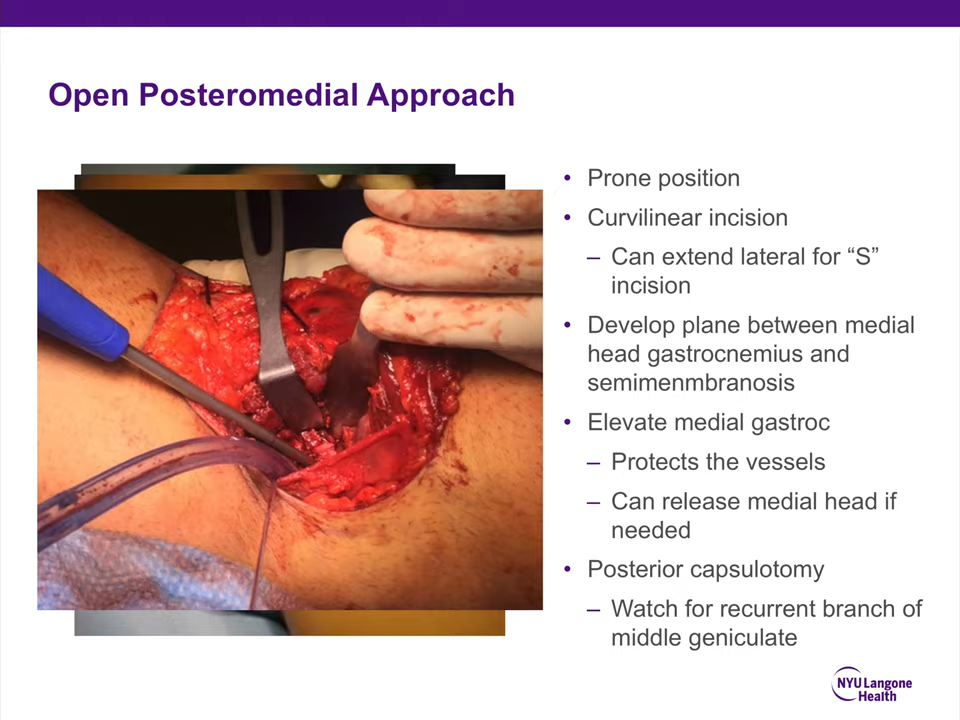 Open Posteromedial Approach
• Prone position
• Curvilinear incision
– Can extend lateral for “S”
incision
• Develop plane between medial
head gastrocnemius and
semimenmbranosis
• Elevate medial gastroc
– Protects the vessels
– Can release medial head if
needed
• Posterior capsulotomy
– Watch for recurrent branch of
middle geniculate
NYU Langone
Health